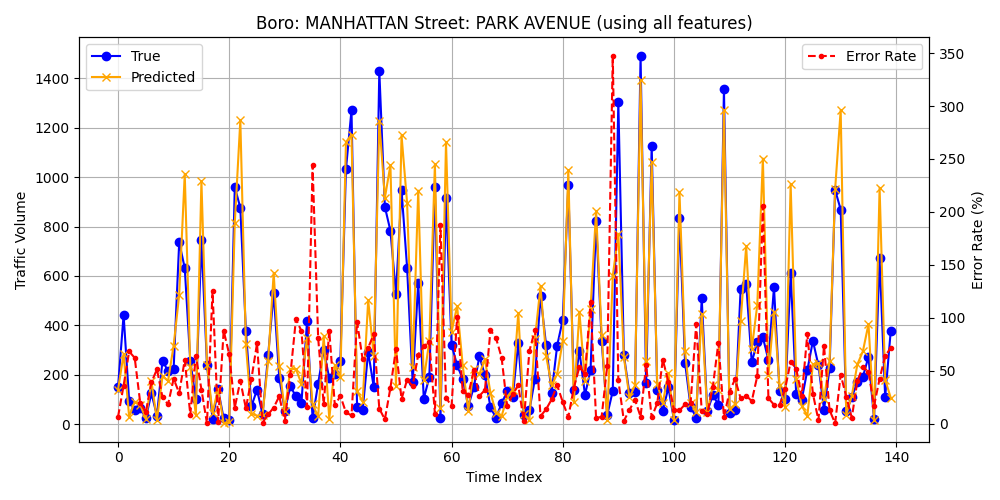 Boro: MANHATTAN Street: PARK AVENUE (using all features)
True
Predicted
Error Rate
Traffic Volume
1400
1200
1000
800
600
400
200
0
350
300
250
200
150
100
50
0
Error Rate (%)
0 20 40 60 80 100 120 140
Time Index